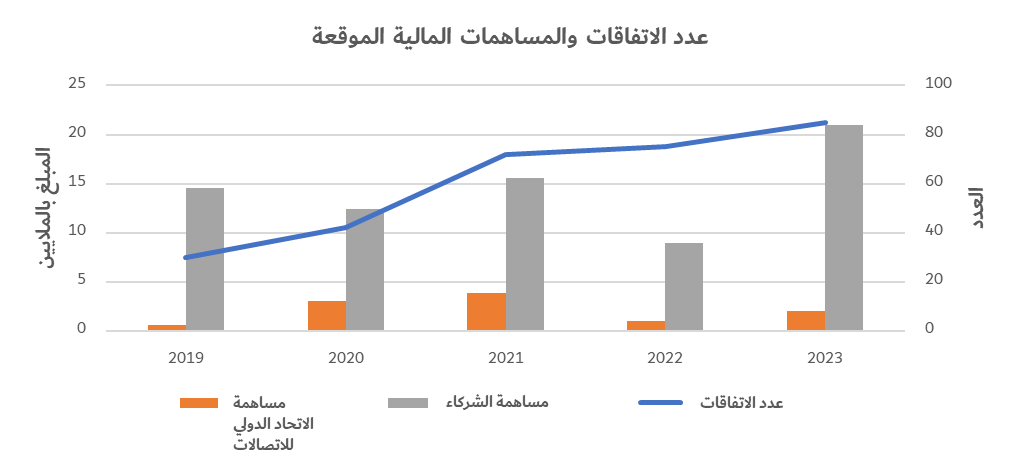 عدد الاتفاقات والمساهمات المالية الموقعة
25
20
15
10
5
0
المبلغ بالملايين
100
80
60
40
20
0
العدد
2019
2020
2021
2022
2023
مساهمة
الاتحاد الدولي
للاتصالات
مساهمة الشركاء
عدد الاتفاقات